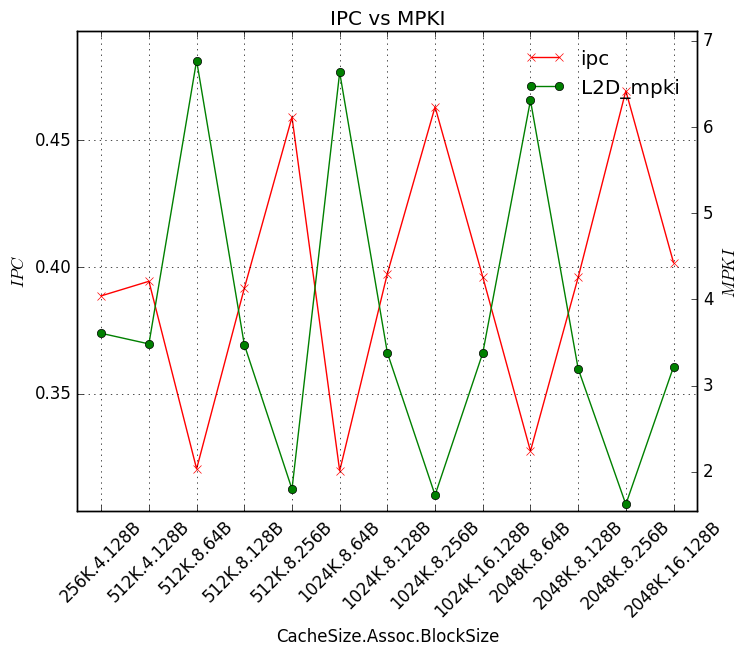 IPC vs MPKI
ipc
L2D_mpki
IPC
0.45
0.40
0.35
MPKI
7
6
5
4
3
2
256K.4.128B
512K.4.128B
512K.8.64B
512K.8.128B
512K.8.256B
1024K.8.64B
1024K.8.128B
1024K.8.256B
1024K.16.128B
2048K.8.64B
2048K.8.128B
2048K.8.256B
2048K.16.128B
CacheSize.Assoc.BlockSize